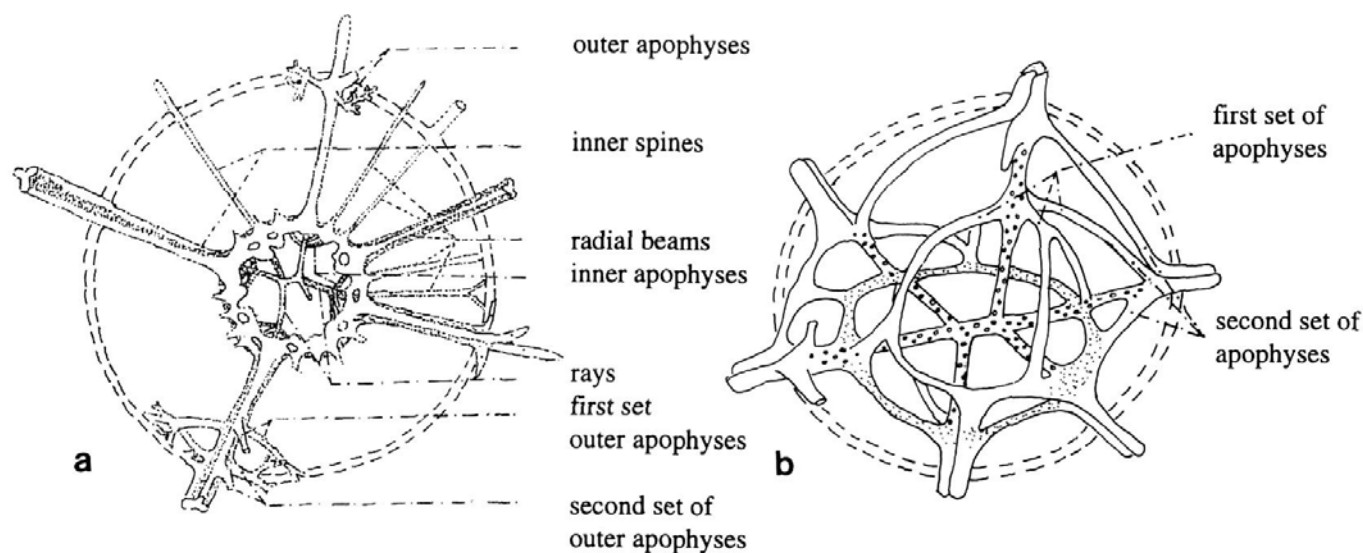 outer apophyses
inner spines
radial beams
inner apophyses
rays
first set
outer apophyses
second set of
outer apophyses
a
first set of
apophyses
second set of
apophyses
b